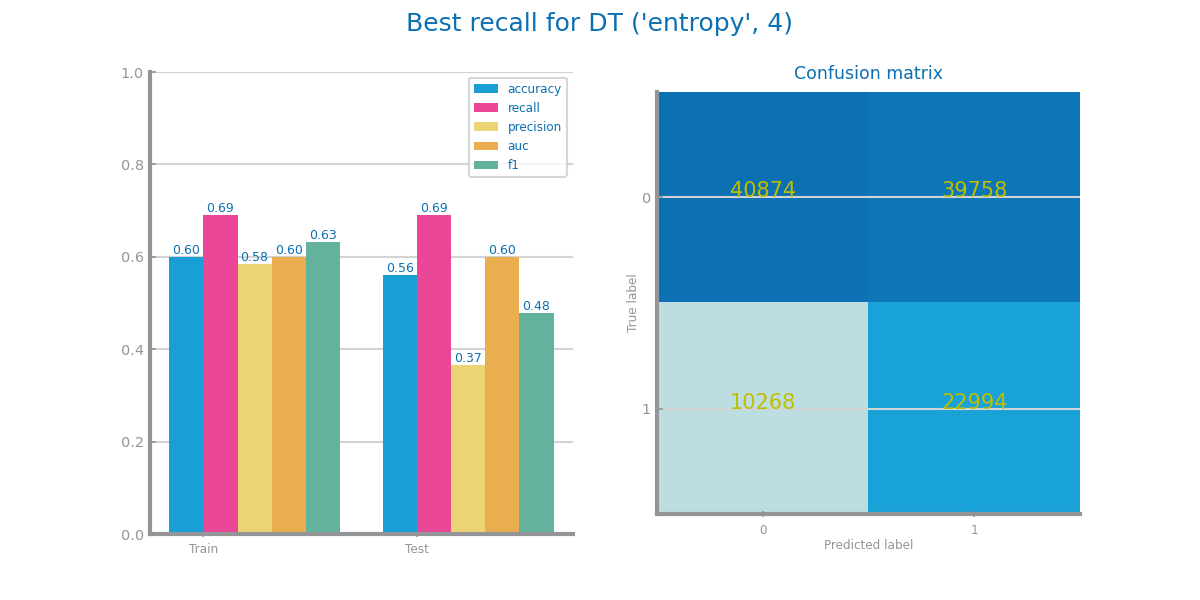 Best recall for DT ('entropy', 4)
1.0
0.8
0.6
0.4
0.2
0.0
accuracy
recall
precision
auc
f1
0.60
0.69
0.58
0.60
0.63
0.56
0.69
0.37
0.60
0.48
Train
Test
Confusion matrix
True label
0
1
40874
39758
10268
22994
0
1
Predicted label